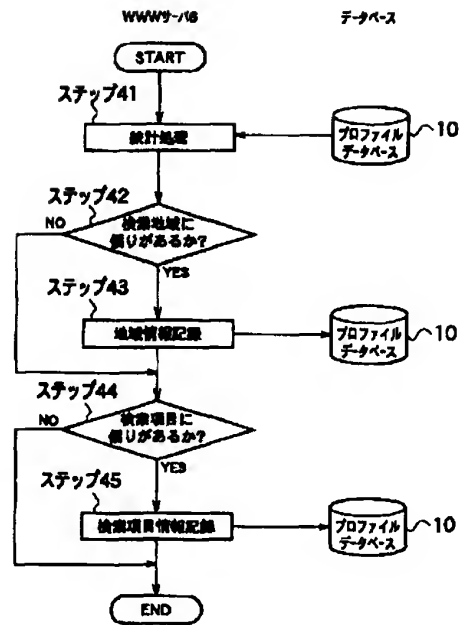 WWWサーバ6 データベース
START
ステップ41
統計処理
プロファイル
データベース
10
ステップ42
NO
検索地域に
偏りがあるか?
YES
ステップ43
地域情報記録
プロファイル
データベース
10
ステップ44
NO
検索項目に
偏りがあるか?
YES
ステップ45
検索項目情報記録
プロファイル
データベース
10
END